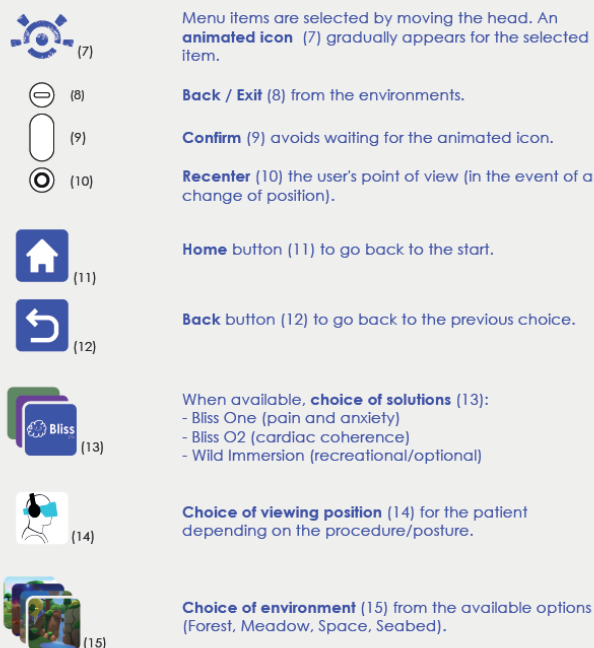 Menu items are selected by moving the head. An
animated icon (7) gradually appears for the selected
item.
(7)
(8)
Back / Exit (8) from the environments.
(9)
Confirm (9) avoids waiting for the animated icon.
(10)
Recenter (10) the user's point of view (in the event of a
change of position).
Home button (11) to go back to the start.
(11)
Back button (12) to go back to the previous choice.
(12)
When available, choice of solutions (13):
- Bliss One (pain and anxiety)
- Bliss O2 (cardiac coherence)
- Wild Immersion (recreational/optional)
Bliss
(13)
Choice of viewing position (14) for the patient
depending on the procedure/posture.
(14)
Choice of environment (15) from the available options
(Forest, Meadow, Space, Seabed).
(15)